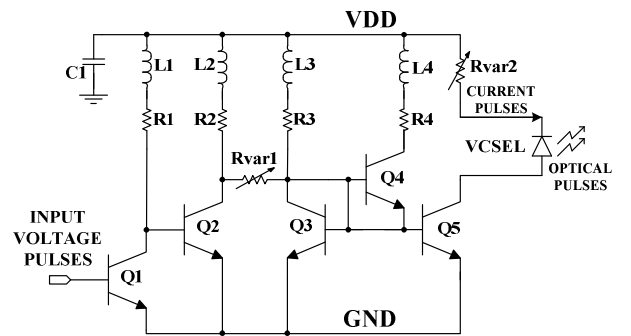 VDD
C1
L1
L2
L3
L4
Rvar2
R1
R2
R3
R4
CURRENT
PULSES
VCSEL
OPTICAL
PULSES
Rvar1
Q4
INPUT
VOLTAGE
PULSES
Q2
Q3
Q5
Q1
GND